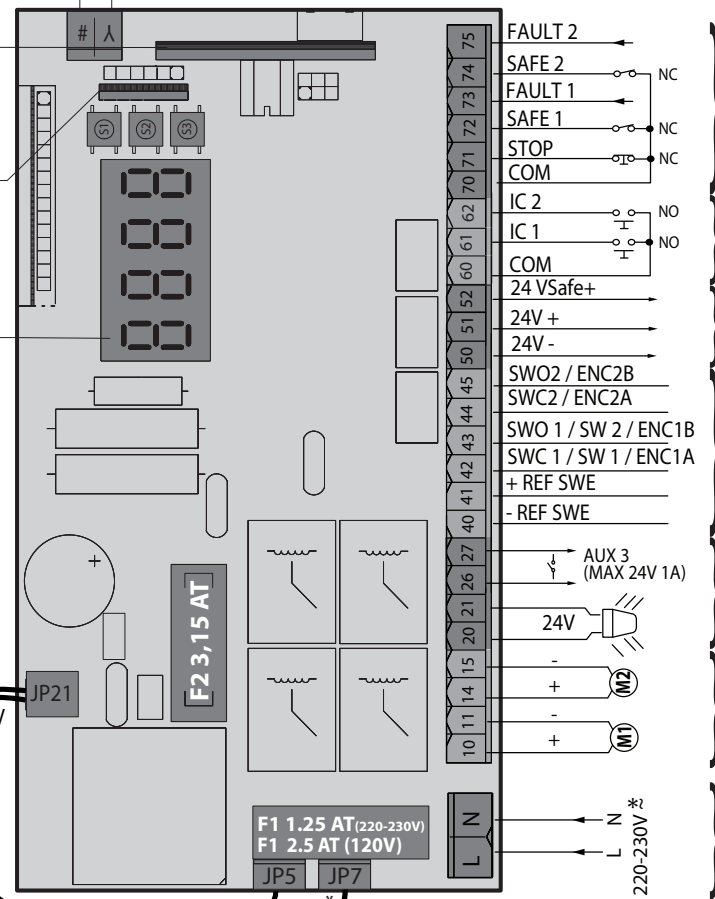 # Y
S1 S2 S3
75 FAULT 2
74 SAFE 2 NC
73 FAULT 1
72 SAFE 1 NC
71 STOP NC
70 COM
62 IC 2 NO
61 IC 1 NO
60 COM
52 24 VSafe+
51 24V +
50 24V -
45 SWO2 / ENC2B
44 SWC2 / ENC2A
43 SWO 1 / SW 2 / ENC1B
42 SWC 1 / SW 1 / ENC1A
41 + REF SWE
40 - REF SWE
27 AUX 3
26 (MAX 24V 1A)
21
20 24V
15 -
14 + M2
11 -
10 + M1
+
F2 3,15 AT
JP21
F1 1.25 AT(220-230V)
F1 2.5 AT (120V)
JP5 JP7
N N
L L
220-230V *~